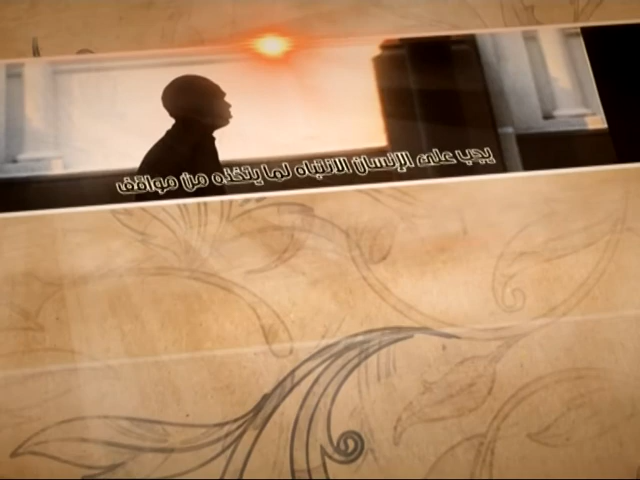 يجب على الإنسان الانتباه لما يتخذه من مواقف